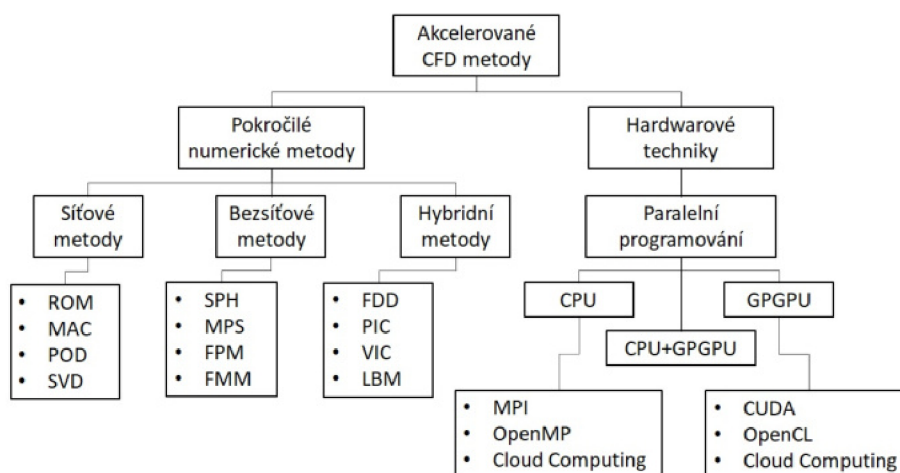 Akcelerované
CFD metody
Pokročilé
numerické metody
Hardwarové
techniky
Síťové
metody
Bezsíťové
metody
Hybridní
metody
Paralelní
programování
• ROM
• MAC
• POD
• SVD
• SPH
• MPS
• FPM
• FMM
• FDD
• PIC
• VIC
• LBM
CPU
GPGPU
CPU+GPGPU
• MPI
• OpenMP
• Cloud Computing
• CUDA
• OpenCL
• Cloud Computing